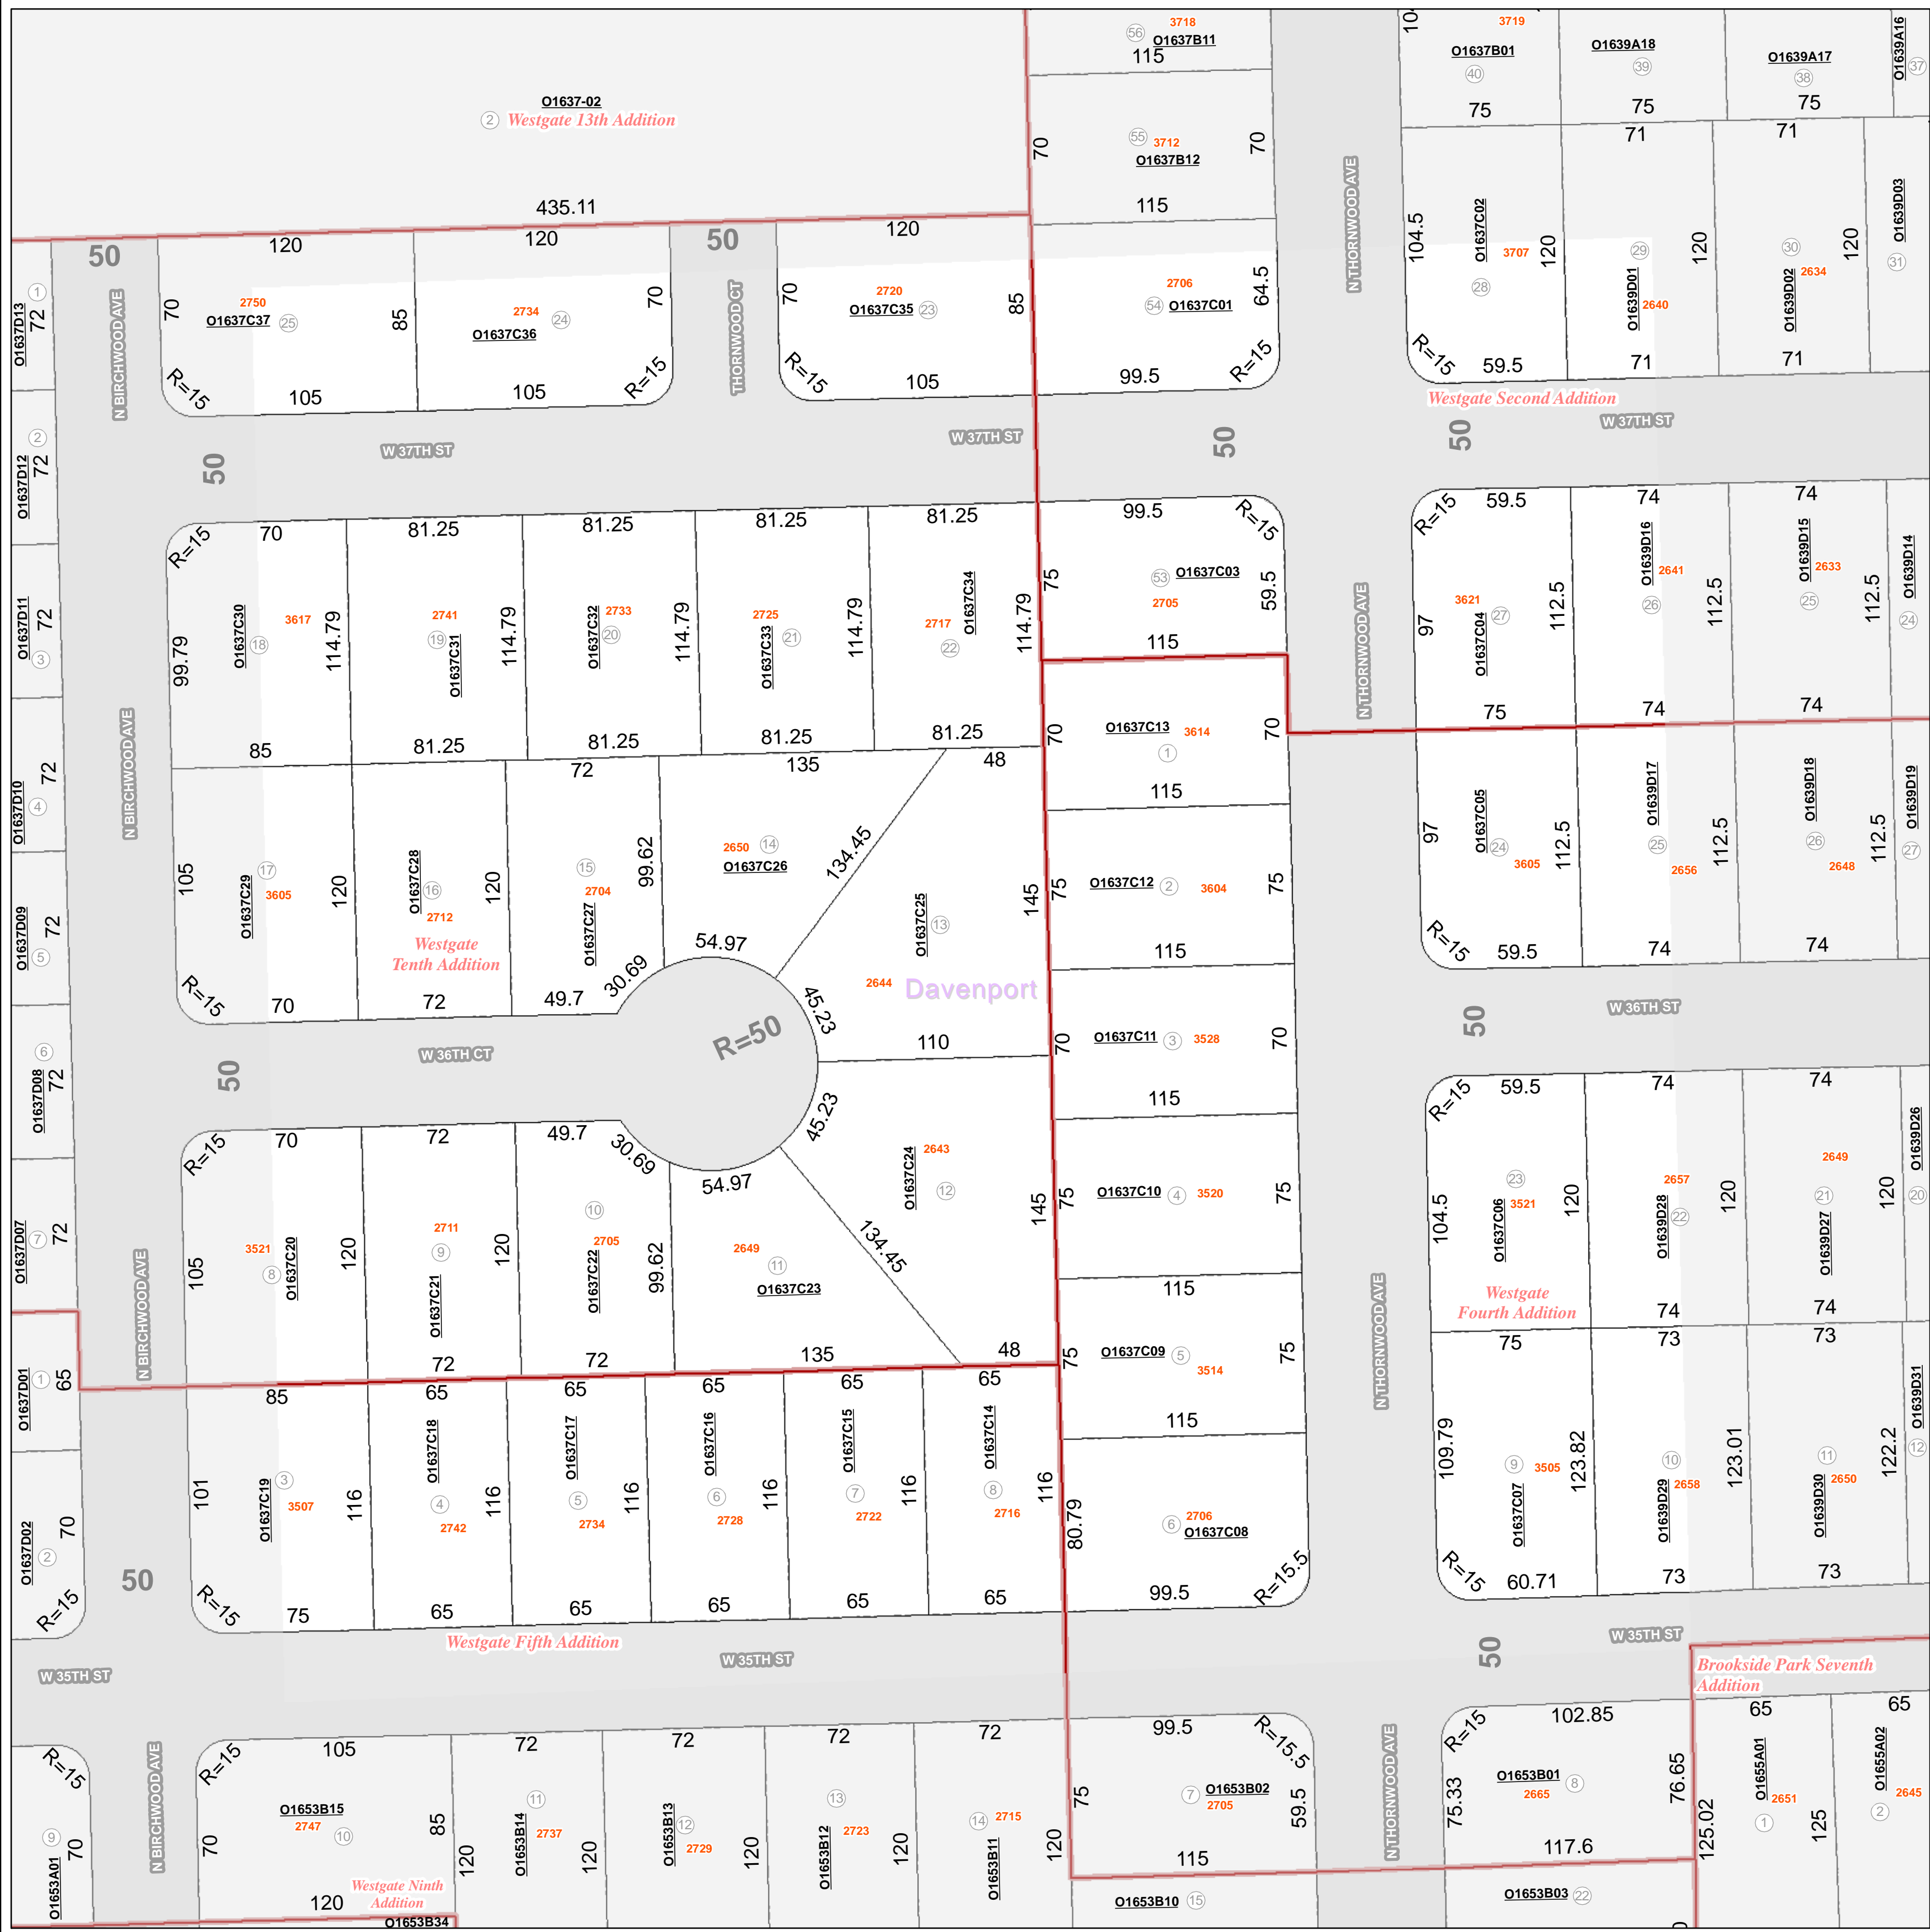 3718
56 O1637B11
115
104
3719
O1637B01
40
75
O1639A18
39
75
O1639A17
38
75
O1639A16
37
O1637-02
2 Westgate 13th Addition
435.11
70
55 3712
O1637B12
70
115
N THORNWOOD AVE
104.5
O1637C02
3707
28
120
R=15
59.5
71
29
O1639D01
2640
120
71
71
30
O1639D02
2634
120
71
O1639D03
31
50
120
120
50
120
1
O1637D13
72
N BIRCHWOOD AVE
70
2750
O1637C37 25
85
R=15
105
2734
O1637C36 24
70
R=15
105
THORNWOOD CT
70
2720
O1637C35 23
85
R=15
105
2706
54 O1637C01
64.5
R=15
99.5
Westgate Second Addition
2
O1637D12
72
50
W 37TH ST
W 37TH ST
50
50
W 37TH ST
R=15
70
81.25
81.25
81.25
81.25
99.5
R=15
R=15
59.5
74
74
O1637D11
72
3
99.79
O1637C30
18
3617
114.79
85
2741
19
O1637C31
114.79
81.25
O1637C32
2733
20
114.79
81.25
2725
O1637C33
21
114.79
81.25
2717
O1637C34
22
114.79
81.25
75
53 O1637C03
2705
59.5
115
N THORNWOOD AVE
97
3621
27
O1637C04
112.5
75
O1639D16
2641
26
112.5
74
O1639D15
2633
25
112.5
74
O1639D14
24
N BIRCHWOOD AVE
72
O1637D10
4
O1637D09
72
5
105
17
O1637C29
3605
120
R=15
70
O1637C28
16
2712
120
Westgate
Tenth Addition
72
72
15
2704
O1637C27
99.62
49.7
30.69
135
2650 14
O1637C26
134.45
54.97
48
O1637C25
13
2644
145
45.23
110
Davenport
70
O1637C13 3614
1
70
115
75
O1637C12 2 3604
75
115
70
O1637C11 3 3528
70
115
97
O1637C05
24
3605
112.5
R=15
59.5
O1639D17
25
2656
112.5
74
O1639D18
26
2648
112.5
74
O1639D19
27
6
O1637D08
72
50
W 36TH CT
R=50
50
W 36TH ST
R=15
70
72
49.7
30.69
54.97
45.23
O1637D07
7
72
N BIRCHWOOD AVE
105
3521
8
O1637C20
120
2711
9
O1637C21
120
72
10
2705
O1637C22
99.62
72
2649
11
O1637C23
135
134.45
O1637C24
2643
12
145
48
75
O1637C10 4 3520
75
115
75
O1637C09 5
3514
75
115
N THORNWOOD AVE
R=15
59.5
74
74
104.5
23
3521
O1637C06
120
Westgate
Fourth Addition
2657
O1639D28
22
120
74
2649
21
O1639D27
120
74
O1639D26
20
O1637D01
1
65
85
65
65
65
65
65
75
73
73
O1637D02
2
70
R=15
101
3
O1637C19
3507
116
R=15
75
O1637C18
4
2742
116
65
O1637C17
5
2734
116
65
O1637C16
6
2728
116
65
O1637C15
7
2722
116
65
O1637C14
8
2716
116
65
80.79
2706
6 O1637C08
R=15.5
99.5
109.79
9
3505
O1637C07
123.82
R=15
60.71
10
O1639D29
2658
123.01
73
11
O1639D30
2650
122.2
73
O1639D31
12
50
Westgate Fifth Addition
W 35TH ST
W 35TH ST
50
W 35TH ST
Brookside Park Seventh
Addition
R=15
9
70
O1653A01
N BIRCHWOOD AVE
R=15
105
70
O1653B15
2747
10
85
Westgate Ninth
Addition
120
O1653B34
72
11
O1653B14
2737
120
120
72
O1653B13
12
2729
120
72
13
O1653B12
2723
120
72
14
2715
O1653B11
120
99.5
R=15.5
75
7 O1653B02
2705
59.5
115
O1653B10 15
N THORNWOOD AVE
R=15
102.85
75.33
O1653B01 8
2665
76.65
117.6
O1653B03 22
65
125.02
O1655A01
2651
1
125
65
O1655A02
2645
2